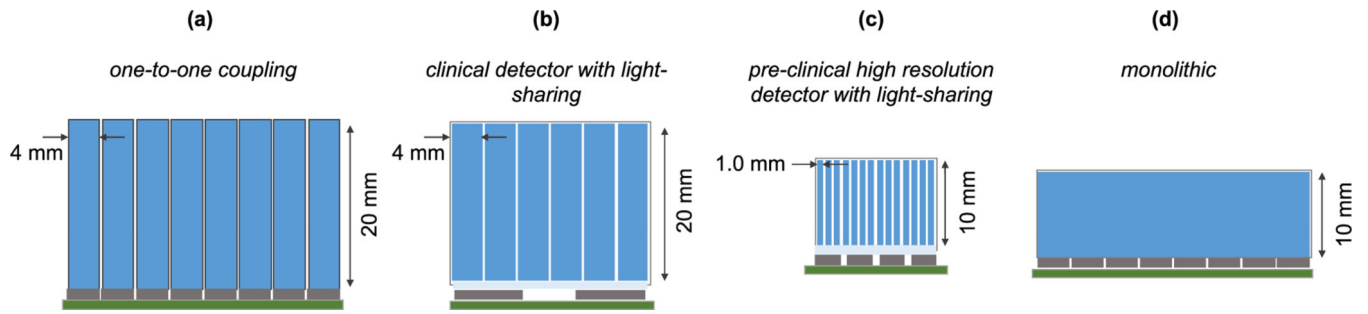 (a)
one-to-one coupling
4 mm
20 mm
(b)
clinical detector with light-
sharing
4 mm
20 mm
(c)
pre-clinical high resolution
detector with light-sharing
1.0 mm
10 mm
(d)
monolithic
10 mm